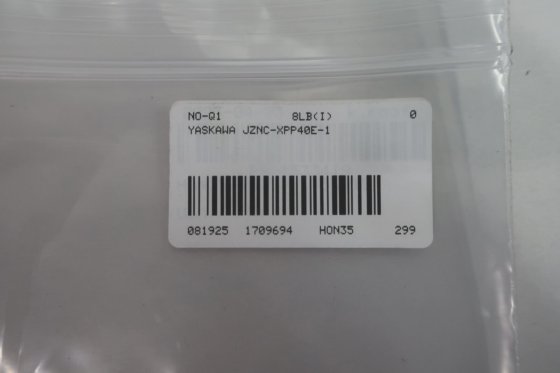 NO-Q1 8LB(I) 0
YASKAWA JZNC-XPP40E-1
081925 1709694 HON35 299